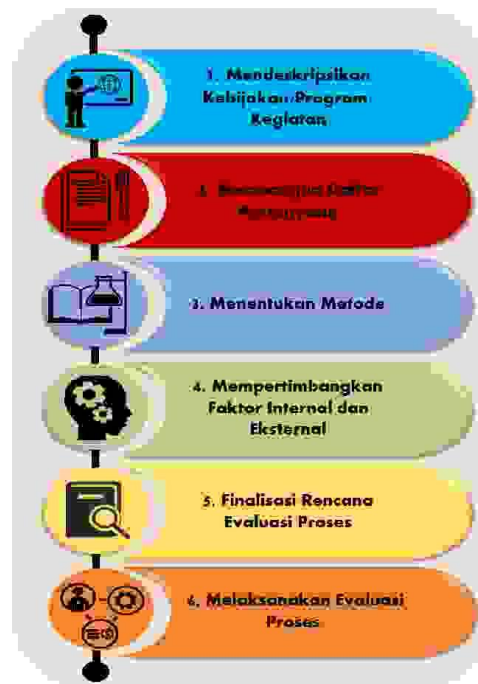 1. Mendeskripsikan
Kebijakan Program
Kegiatan
2.
3. Menentukan Metode
4. Mempertimbangkan
Faktor Internal dan
Eksternal
5. Finalisasi Rencana
Evaluasi Proses
6. Melaksanakan Evaluasi
Proses